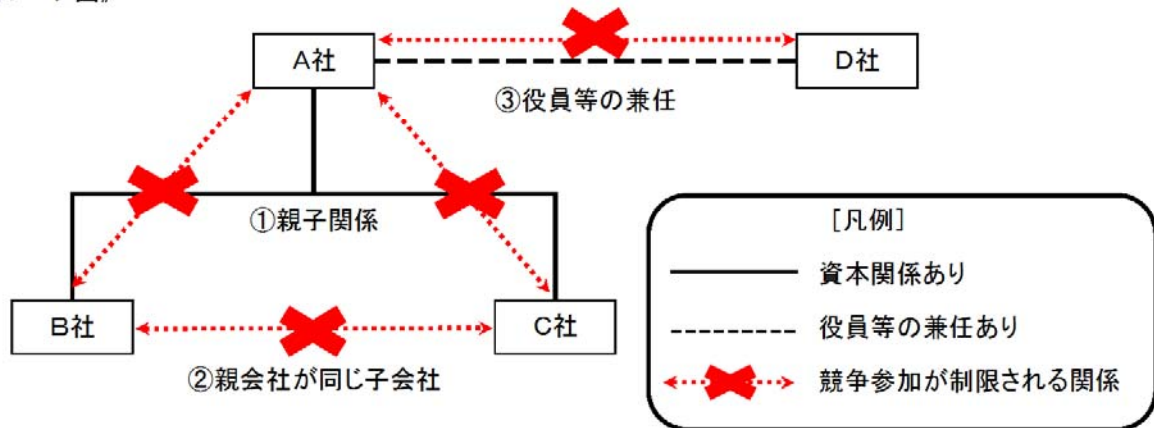 A社
D社
③役員等の兼任
①親子関係
B社
C社
②親会社が同じ子会社
[凡例]
資本関係あり
役員等の兼任あり
競争参加が制限される関係